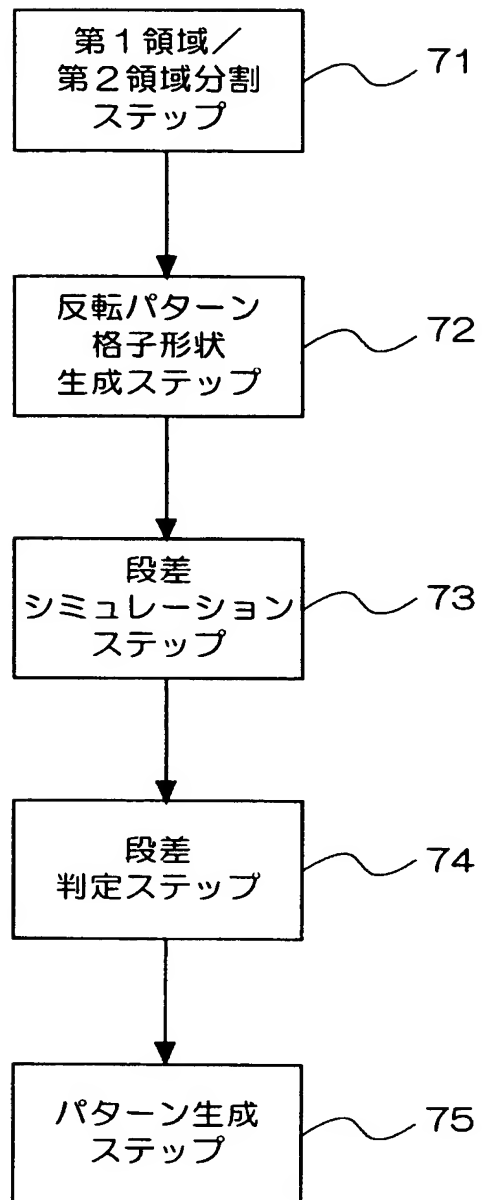 第１領域／
第２領域分割
ステップ
71
反転パターン
格子形状
生成ステップ
72
段差
シミュレーション
ステップ
73
段差
判定ステップ
74
パターン生成
ステップ
75